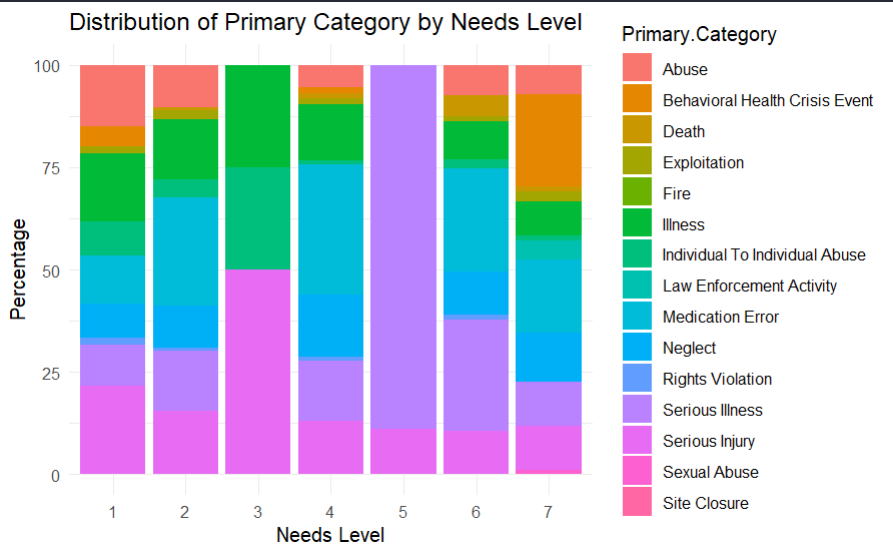 Distribution of Primary Category by Needs Level
Primary.Category
Abuse
Behavioral Health Crisis Event
Death
Exploitation
Fire
Illness
Individual To Individual Abuse
Law Enforcement Activity
Medication Error
Neglect
Rights Violation
Serious Illness
Serious Injury
Sexual Abuse
Site Closure
Percentage
100
75
50
25
0
1 2 3 4 5 6 7
Needs Level